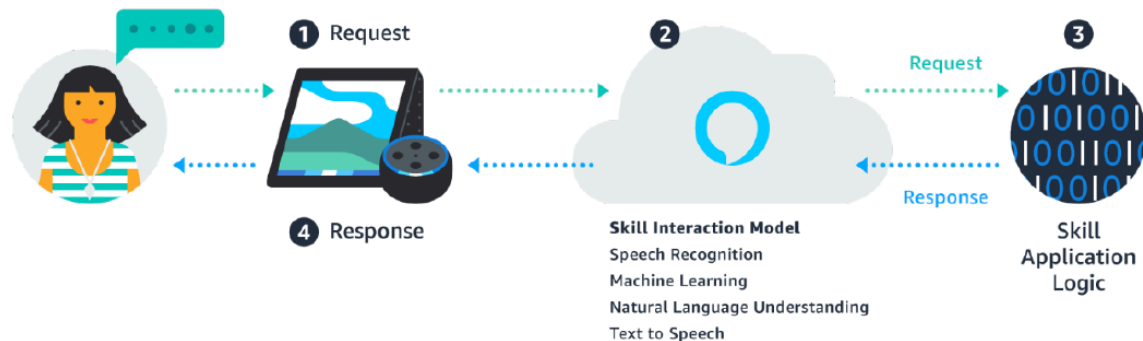 1 Request
2
3
Request
Response
4 Response
Skill Interaction Model
Speech Recognition
Machine Learning
Natural Language Understanding
Text to Speech
Skill
Application
Logic